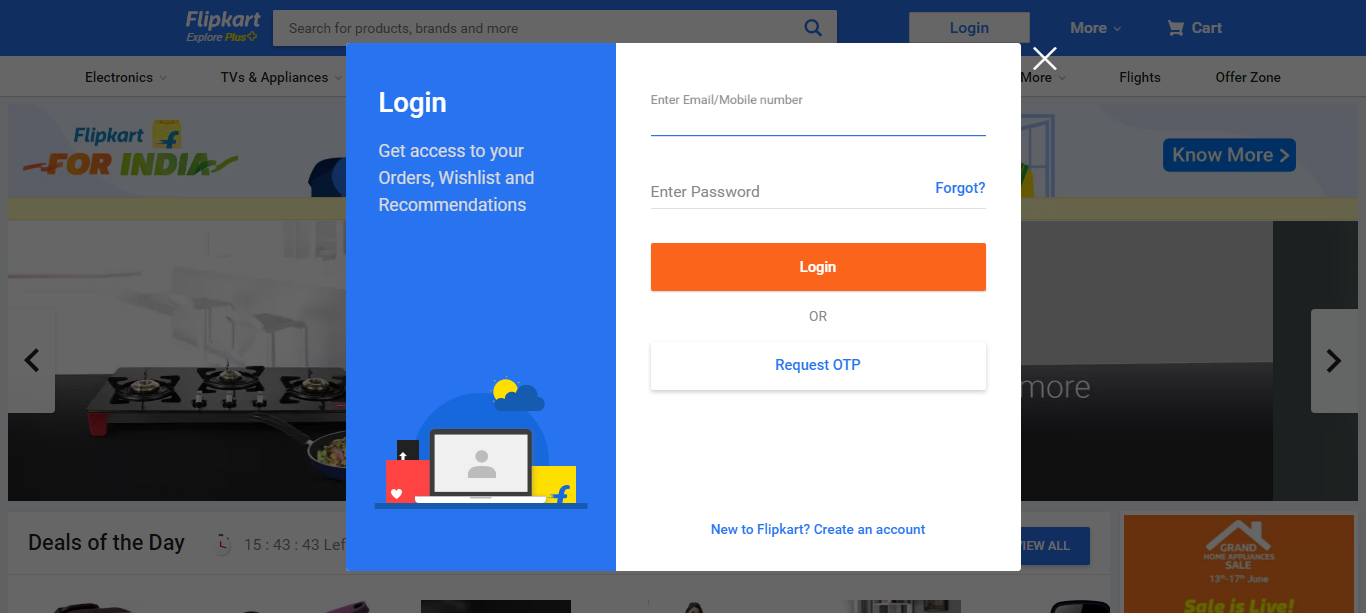 Flipkart
Explore Plus
Search for products, brands and more
Login
More
Cart
Electronics
TVs & Appliances
More
Flights
Offer Zone
Flipkart
FOR INDIA
Know More
Login
Get access to your
Orders, Wishlist and
Recommendations
Enter Email/Mobile number
Enter Password
Forgot?
Login
OR
Request OTP
New to Flipkart? Create an account
more
Deals of the Day
15 : 43 : 43 Lef
VIEW ALL
GRAND
HOME APPLIANCES
SALE
13th-17th June
Sale is Live!